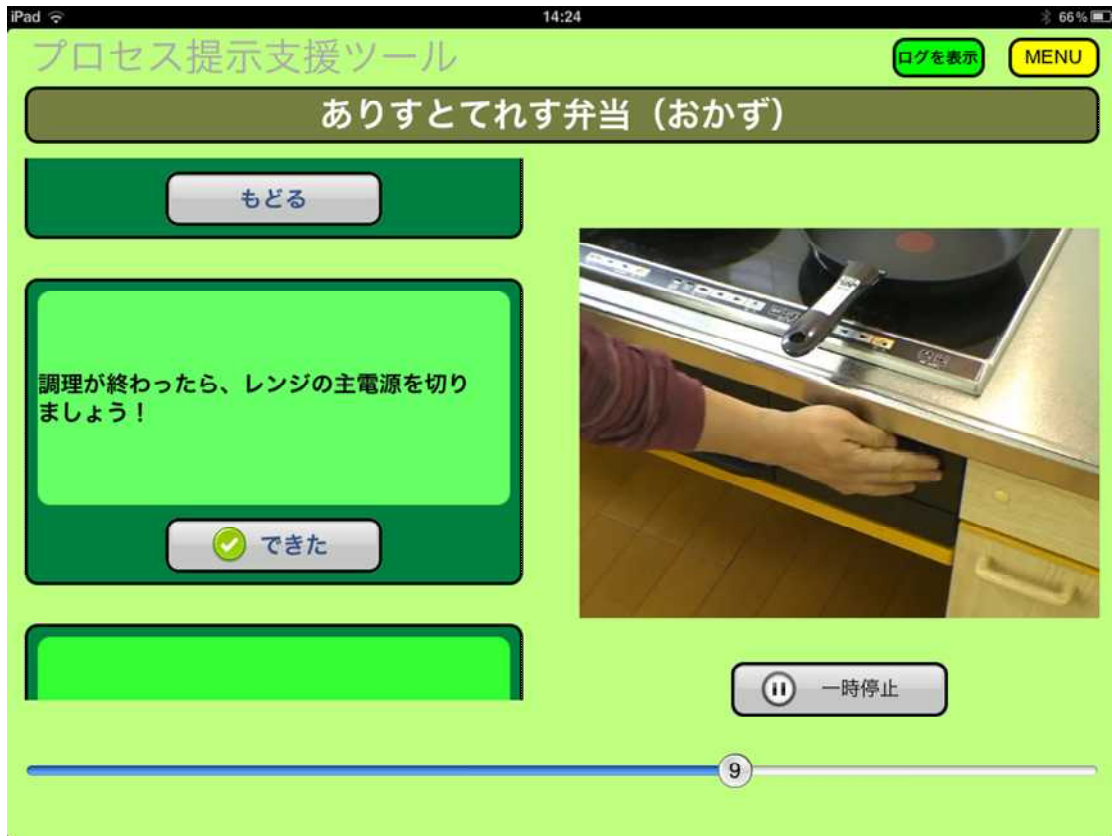 iPad
14:24
66%
プロセス提示支援ツール
ログを表示
MENU
ありすとてれす弁当（おかず）
もどる
調理が終わったら、レンジの主電源を切り
ましょう！
できた
一時停止
9